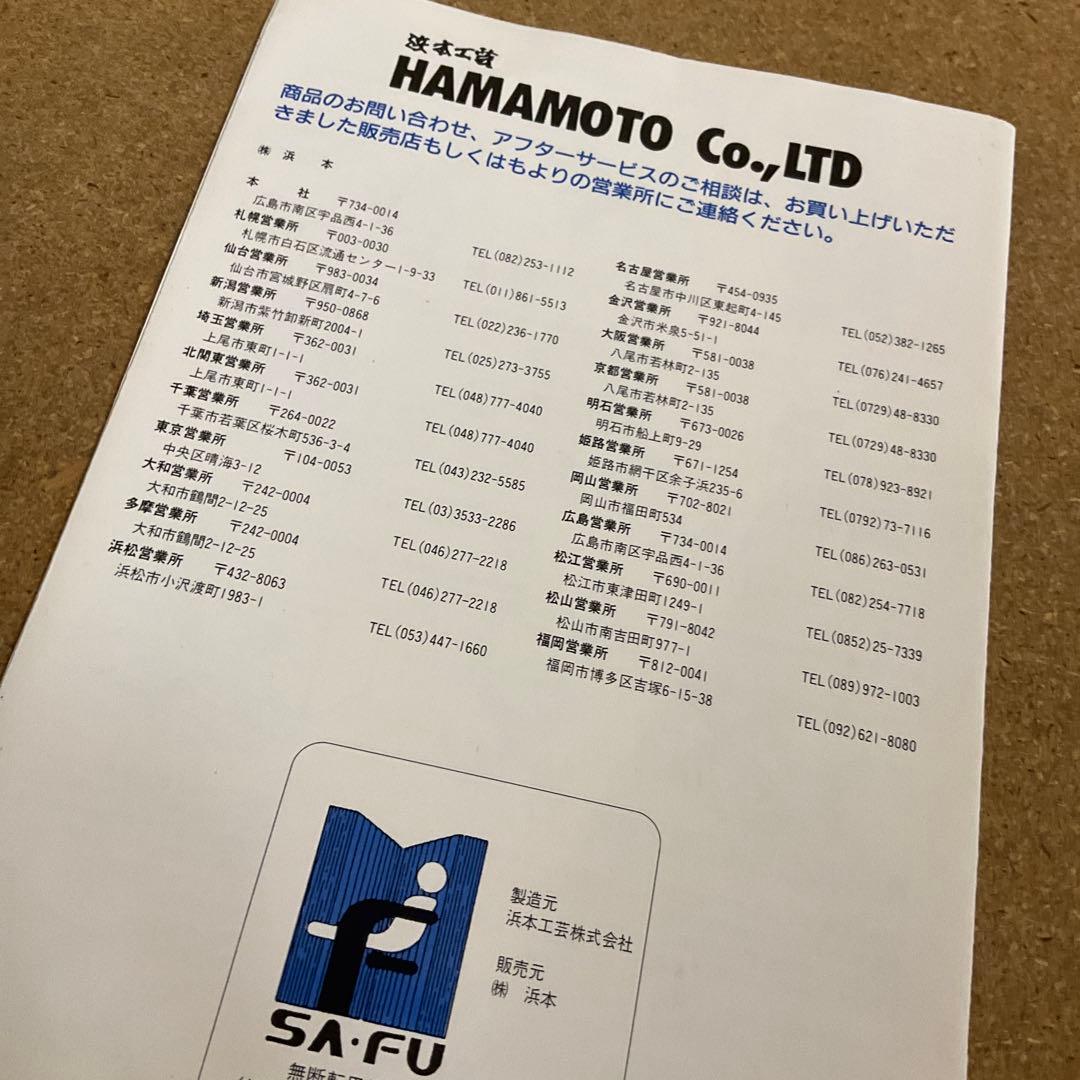 浜本工芸
HAMAMOTO Co.,LTD
商品のお問い合わせ、アフターサービスのご相談は、お買い上げいただ
きました販売店もしくはもよりの営業所にご連絡ください。
㈱ 浜 本
本 社 〒734-0014
広島市南区宇品西4-1-36 TEL(082)253-1112
札幌営業所 〒003-0030
札幌市白石区流通センター1-9-33 TEL(011)861-5513
仙台営業所 〒983-0034
仙台市宮城野区扇町4-7-6 TEL(022)236-1770
新潟営業所 〒950-0868
新潟市紫竹卸新町2004-1 TEL(025)273-3755
埼玉営業所 〒362-0031
上尾市東町1-1-1 TEL(048)777-4040
北関東営業所 〒362-0031
上尾市東町1-1-1 TEL(048)777-4040
千葉営業所 〒264-0022
千葉市若葉区桜木町536-3-4 TEL(043)232-5585
東京営業所 〒104-0053
中央区晴海3-12 TEL(03)3533-2286
大和営業所 〒242-0004
大和市鶴間2-12-25 TEL(046)277-2218
多摩営業所 〒242-0004
大和市鶴間2-12-25 TEL(046)277-2218
浜松営業所 〒432-8063
浜松市小沢渡町1983-1 TEL(053)447-1660
名古屋営業所 〒454-0935
名古屋市中川区東起町4-145 TEL(052)382-1265
金沢営業所 〒921-8044
金沢市米泉5-51-1 TEL(076)241-4657
大阪営業所 〒581-0038
八尾市若林町2-135 TEL(0729)48-8330
京都営業所 〒581-0038
八尾市若林町2-135 TEL(0729)48-8330
明石営業所 〒673-0026
明石市船上町9-29 TEL(078)923-8921
姫路営業所 〒671-1254
姫路市網干区余子浜235-6 TEL(0792)73-7116
岡山営業所 〒702-8021
岡山市福田町534 TEL(086)263-0531
広島営業所 〒734-0014
広島市南区宇品西4-1-36 TEL(082)254-7718
松江営業所 〒690-0011
松江市東津田町1249-1 TEL(0852)25-7339
松山営業所 〒791-8042
松山市南吉田町977-1 TEL(089)972-1003
福岡営業所 〒812-0041
福岡市博多区吉塚6-15-38 TEL(092)621-8080
製造元
浜本工芸株式会社
販売元
㈱ 浜本
SA・FU
無断転用